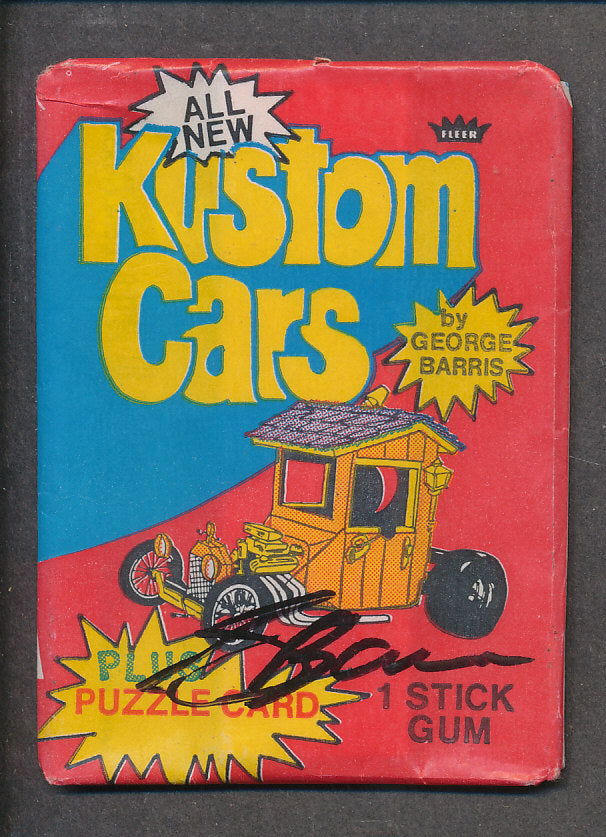 ALL
NEW
FLEER
Kustom
Cars
by
GEORGE
BARRIS
PLUS
PUZZLE CARD
1 STICK
GUM